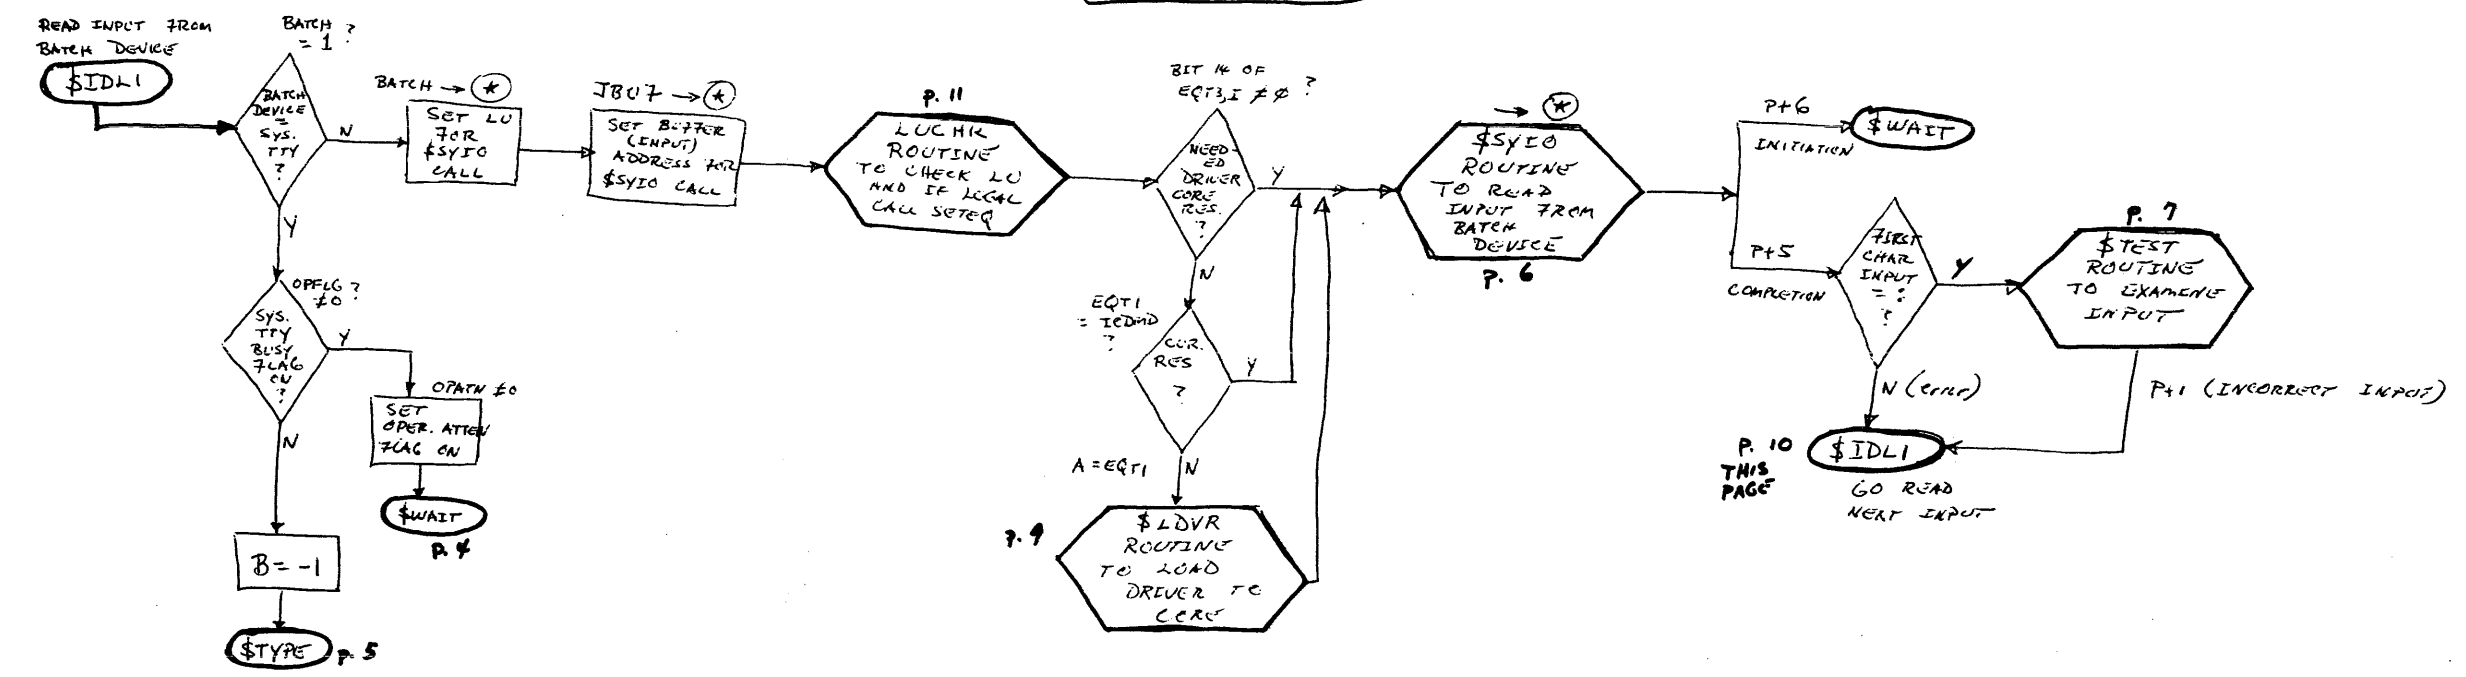 READ INPUT FROM
BATCH DEVICE
$IDL1
BATCH ?
= 1
BATCH
DEVICE
=
SYS.
TTY
?
N
Y
BATCH → *
SET LU
FOR
$SYIO
CALL
JBUF → *
SET BUFFER
(INPUT)
ADDRESS FOR
$SYIO CALL
P. 11
LUCHK
ROUTINE
TO CHECK LU
AND IF LEGAL
CALL SETEQ
BIT 14 OF
EQT3,I ≠ 0 ?
NEED-
ED
DRIVER
CORE
RES.
?
Y
N
EQT1
= ICDMD
?
CUR.
RES
?
Y
N
A = EQT1
P. 9
$LDVR
ROUTINE
TO LOAD
DRIVER TO
CORE
→ *
$SYIO
ROUTINE
TO READ
INPUT FROM
BATCH
DEVICE
P. 6
P+6
INITIATION
$WAIT
P+5
COMPLETION
FIRST
CHAR
INPUT
= :
?
Y
N (error)
P. 7
$TEST
ROUTINE
TO EXAMINE
INPUT
P+1 (INCORRECT INPUT)
P. 10
THIS
PAGE
$IDL1
GO READ
NEXT INPUT
OPFLG ?
≠0
SYS.
TTY
BUSY
FLAG
ON
?
Y
N
OPATN ≠0
SET
OPER. ATTEN
FLAG ON
$WAIT
P. 4
B = -1
$TYPE
P. 5